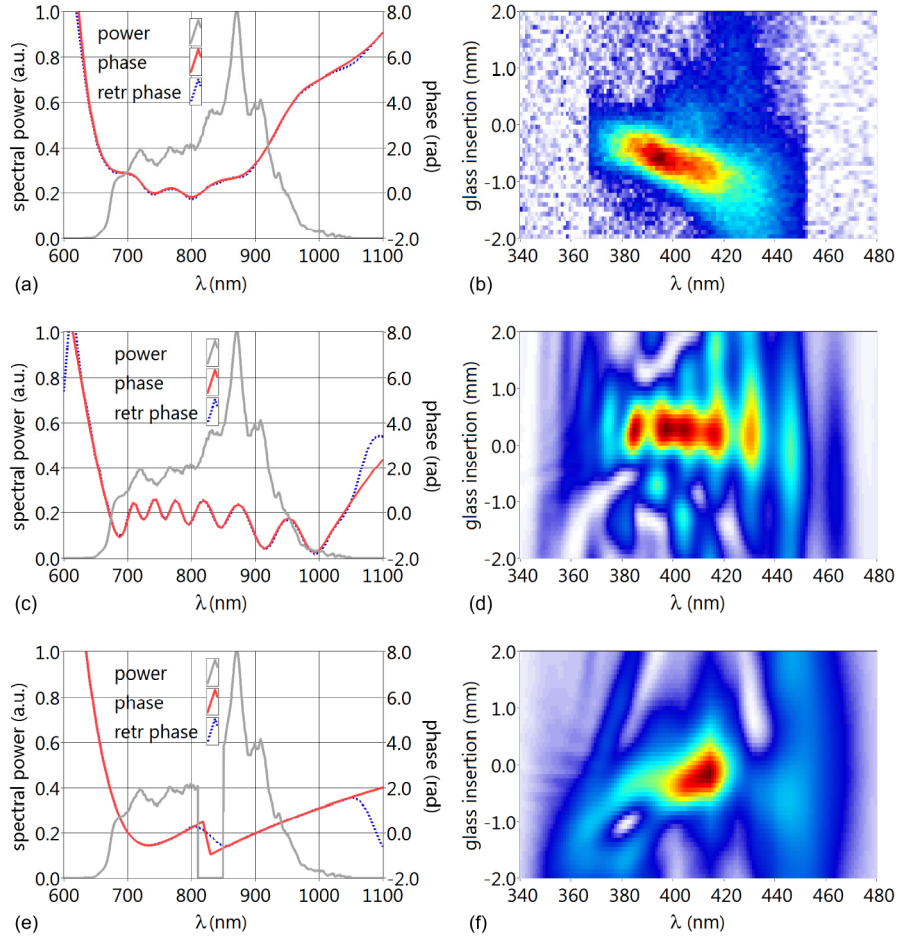 1.0
0.8
0.6
0.4
0.2
0.0
spectral power (a.u.)
power
phase
retr phase
8.0
6.0
4.0
2.0
0.0
-2.0
phase (rad)
600 700 800 900 1000 1100
(a) λ (nm)
2.0
1.0
0.0
-1.0
-2.0
glass insertion (mm)
340 360 380 400 420 440 460 480
(b) λ (nm)
1.0
0.8
0.6
0.4
0.2
0.0
spectral power (a.u.)
power
phase
retr phase
8.0
6.0
4.0
2.0
0.0
-2.0
phase (rad)
600 700 800 900 1000 1100
(c) λ (nm)
2.0
1.0
0.0
-1.0
-2.0
glass insertion (mm)
340 360 380 400 420 440 460 480
(d) λ (nm)
1.0
0.8
0.6
0.4
0.2
0.0
spectral power (a.u.)
power
phase
retr phase
8.0
6.0
4.0
2.0
0.0
-2.0
phase (rad)
600 700 800 900 1000 1100
(e) λ (nm)
2.0
1.0
0.0
-1.0
-2.0
glass insertion (mm)
340 360 380 400 420 440 460 480
(f) λ (nm)